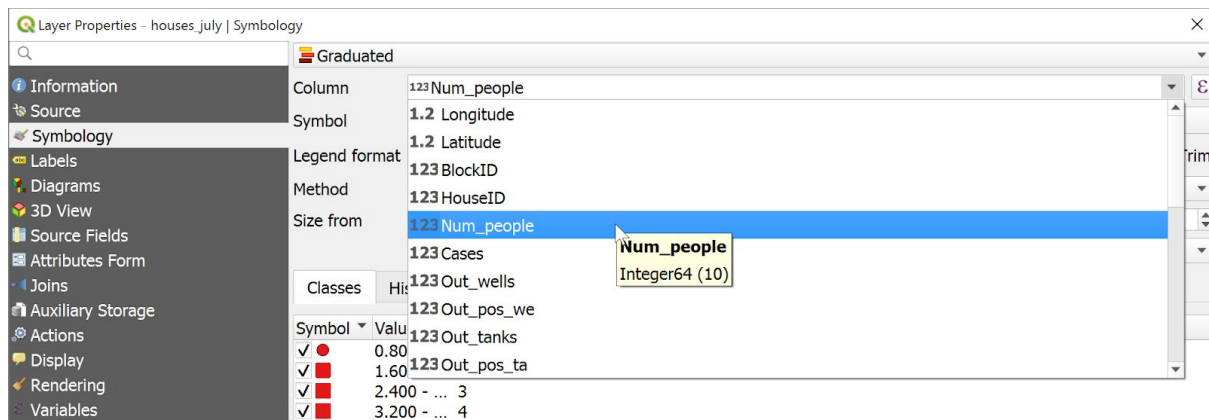 Layer Properties - houses_july | Symbology
Information
Source
Symbology
Labels
Diagrams
3D View
Source Fields
Attributes Form
Joins
Auxiliary Storage
Actions
Display
Rendering
Variables
Graduated
Column
123 Num_people
ε
Symbol
Legend format
Trim
Method
Size from
1.2 Longitude
1.2 Latitude
123 BlockID
123 HouseID
123 Num_people
123 Cases
123 Out_wells
123 Out_pos_we
123 Out_tanks
123 Out_pos_ta
Num_people
Integer64 (10)
Classes
His
Symbol Valu
0.80
1.60
2.400 - ... 3
3.200 - ... 4